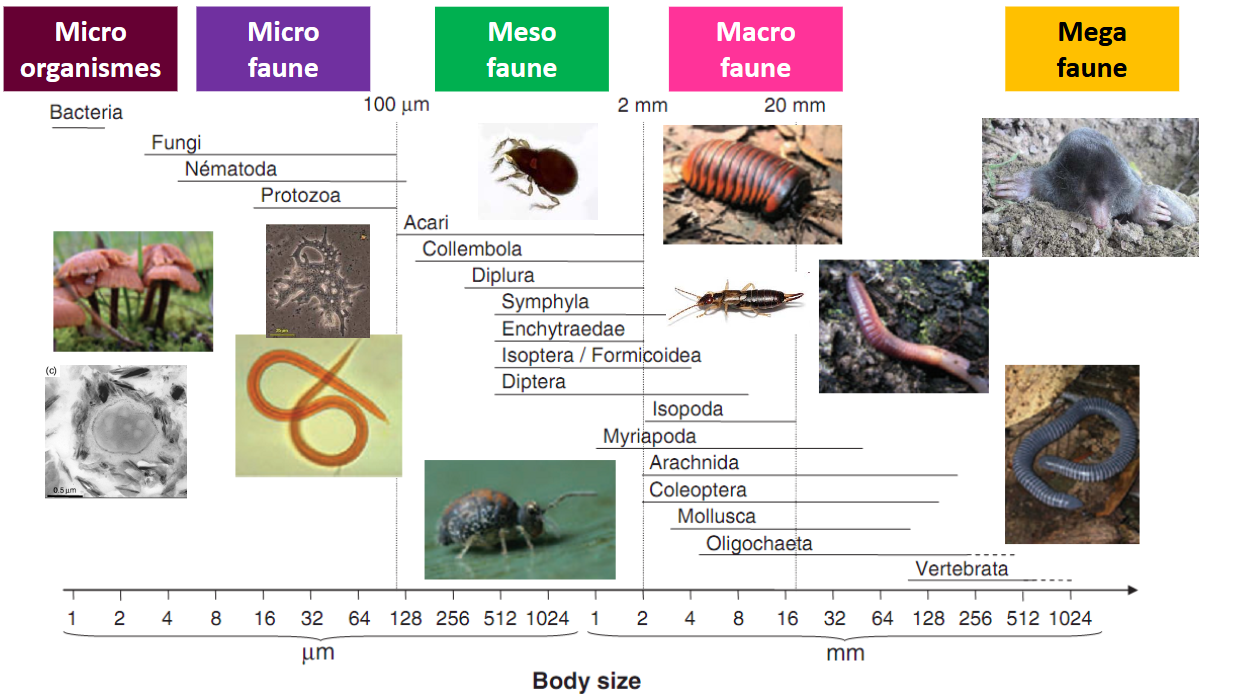 Micro
organismes
Micro
faune
Meso
faune
Macro
faune
Mega
faune
100 μm
2 mm
20 mm
Bacteria
Fungi
Nématoda
Protozoa
Acari
Collembola
Diplura
Symphyla
Enchytraedae
Isoptera / Formicoidea
Diptera
Isopoda
Myriapoda
Arachnida
Coleoptera
Mollusca
Oligochaeta
Vertebrata
(c)
0.5 μm
1 2 4 8 16 32 64 128 256 512 1024 1 2 4 8 16 32 64 128 256 512 1024
μm mm
Body size